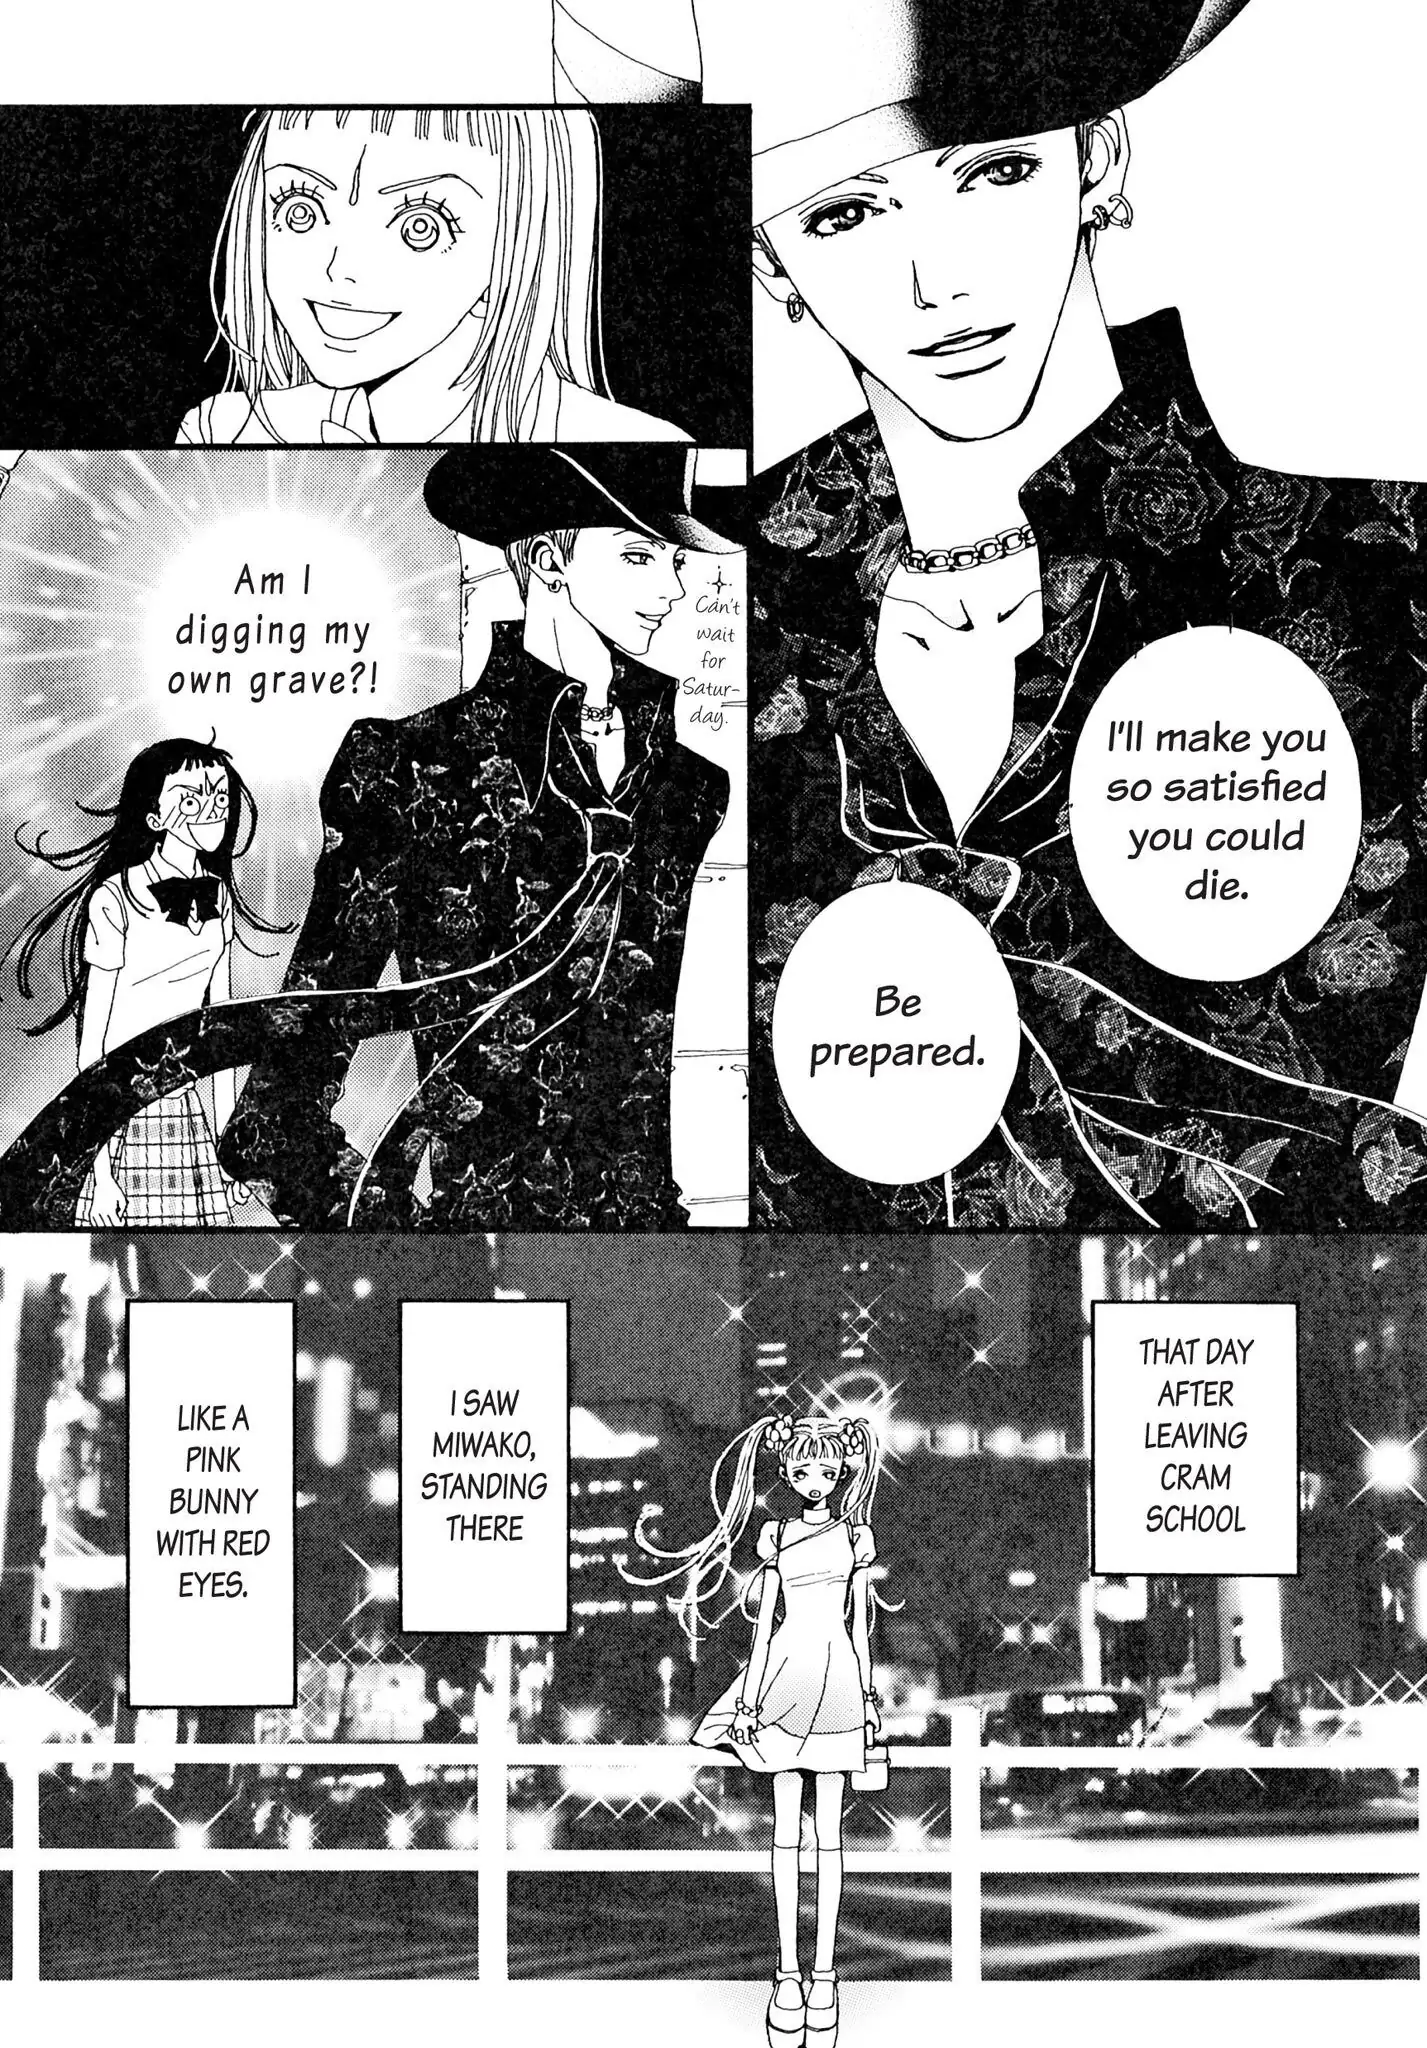 I'll make you
so satisfied
you could
die.
Be
prepared.
Am I
digging my
own grave?!
Can't
wait
for
Satur-
day.
THAT DAY
AFTER
LEAVING
CRAM
SCHOOL
I SAW
MIWAKO,
STANDING
THERE
LIKE A
PINK
BUNNY
WITH RED
EYES.